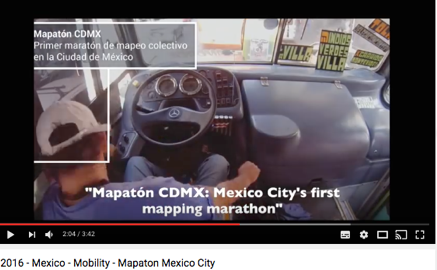 Mapatón CDMX
Primer maratón de mapeo colectivo
en la Ciudad de México
VILLA
INDIOS
VERDES
VILLA
"Mapatón CDMX: Mexico City's first
mapping marathon"
2:04 / 3:42
2016 - Mexico - Mobility - Mapaton Mexico City